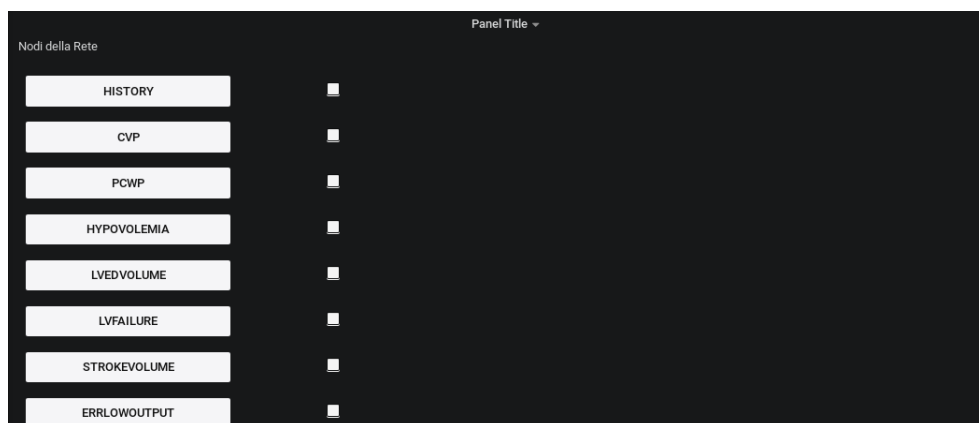 Panel Title
Nodi della Rete
HISTORY
CVP
PCWP
HYPOVOLEMIA
LVEDVOLUME
LVFAILURE
STROKEVOLUME
ERRLOWOUTPUT